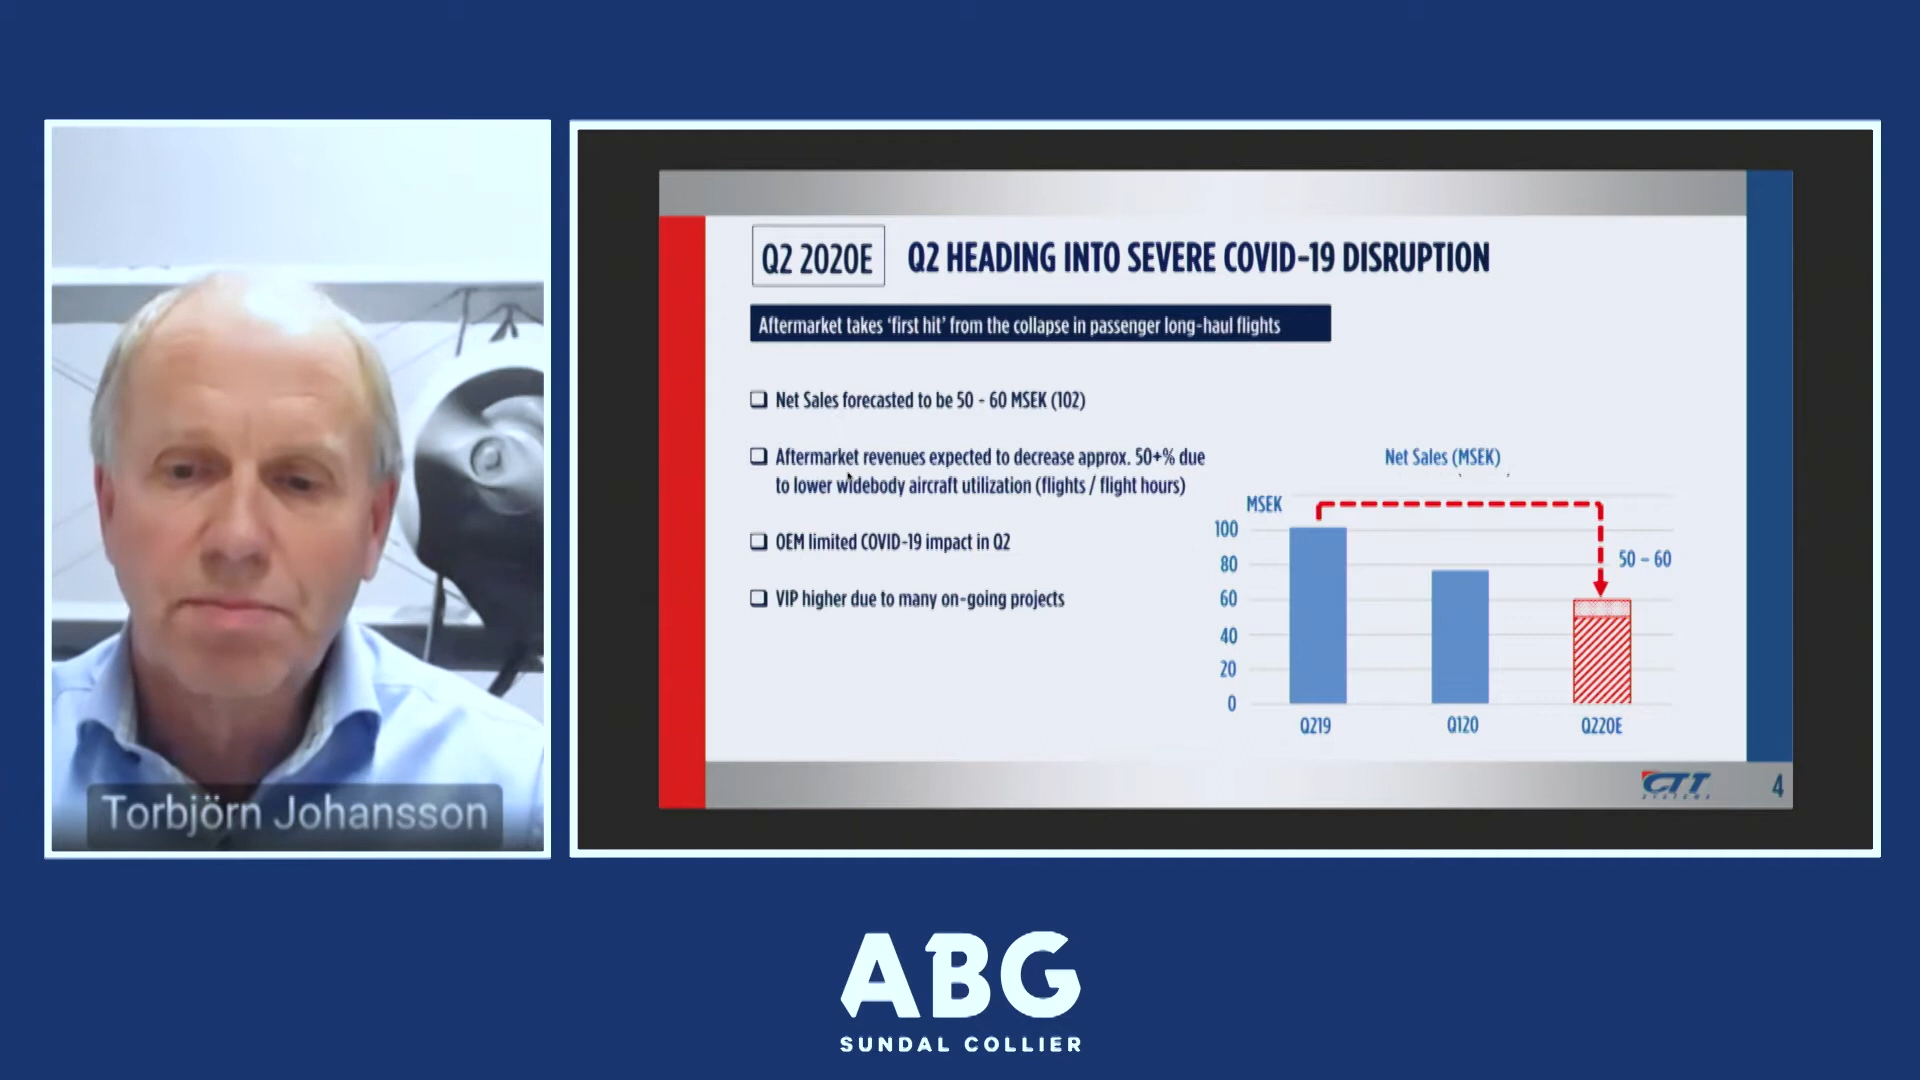 Q2 2020E
Q2 HEADING INTO SEVERE COVID-19 DISRUPTION
Aftermarket takes ‘first hit’ from the collapse in passenger long-haul flights
Net Sales forecasted to be 50 - 60 MSEK (102)
Aftermarket revenues expected to decrease approx. 50+% due
to lower widebody aircraft utilization (flights / flight hours)
OEM limited COVID-19 impact in Q2
VIP higher due to many on-going projects
Net Sales (MSEK)
MSEK
100
80
60
40
20
0
50 – 60
Q219
Q120
Q220E
CTT
SYSTEMS
4
Torbjörn Johansson
ABG
SUNDAL COLLIER